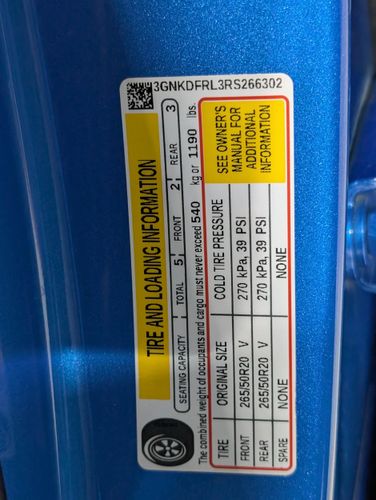 3GNKDFRL3RS266302
TIRE AND LOADING INFORMATION
SEATING CAPACITY TOTAL 5 FRONT 2 REAR 3
The combined weight of occupants and cargo must never exceed 540 kg or 1190 lbs.
TIRE ORIGINAL SIZE COLD TIRE PRESSURE
FRONT 265/50R20 V 270 kPa, 39 PSI
REAR 265/50R20 V 270 kPa, 39 PSI
SPARE NONE NONE
SEE OWNER'S
MANUAL FOR
ADDITIONAL
INFORMATION